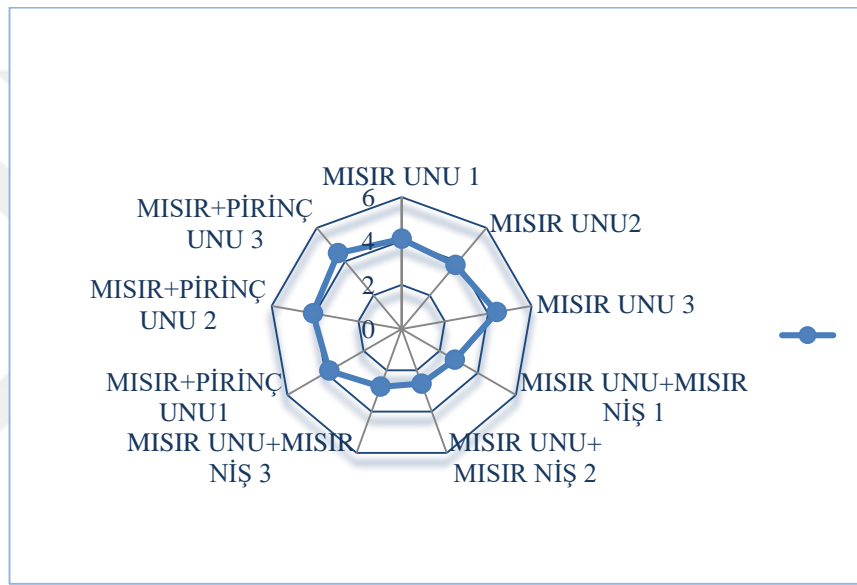 MISIR UNU 1
MISIR UNU2
MISIR UNU 3
MISIR UNU+MISIR
NİŞ 1
MISIR UNU+
MISIR NİŞ 2
MISIR UNU+MISIR
NİŞ 3
MISIR+PİRİNÇ
UNU1
MISIR+PİRİNÇ
UNU 2
MISIR+PİRİNÇ
UNU 3
6
4
2
0